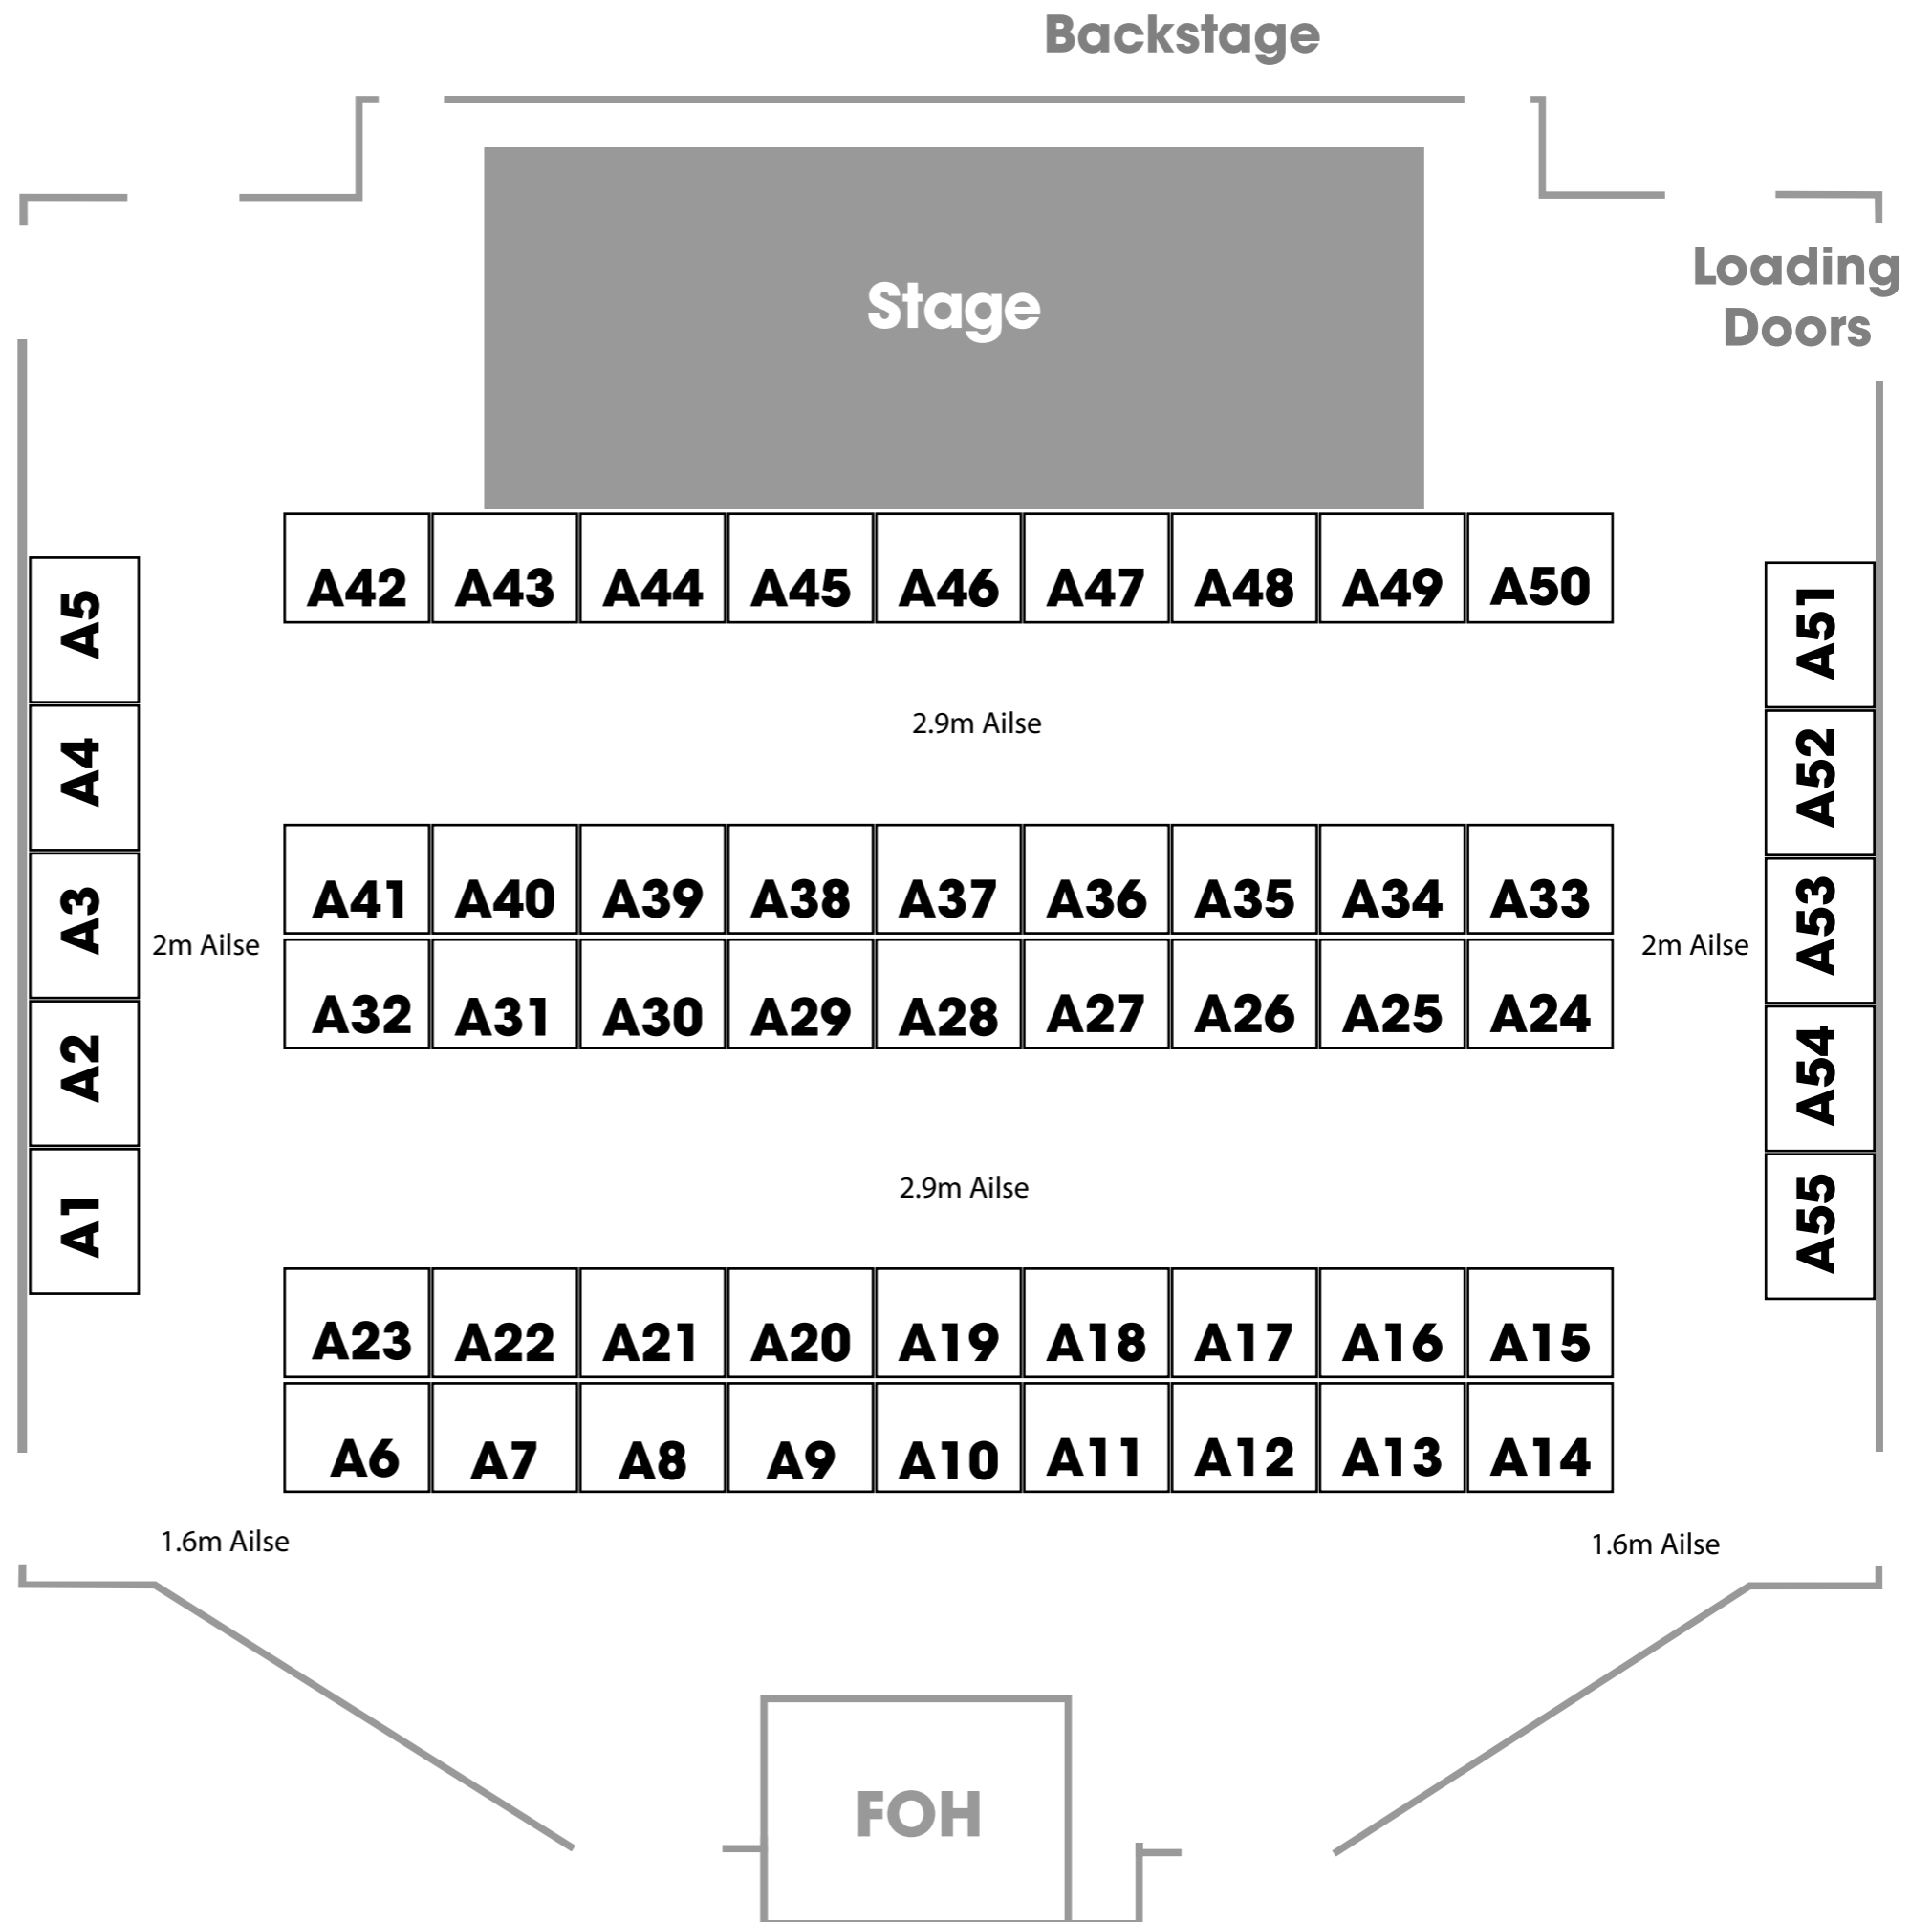 Backstage
Stage
Loading
Doors
A42 A43 A44 A45 A46 A47 A48 A49 A50
A5
A51
2.9m Ailse
A4
A52
A41 A40 A39 A38 A37 A36 A35 A34 A33
A3
2m Ailse
2m Ailse
A53
A32 A31 A30 A29 A28 A27 A26 A25 A24
A2
A54
2.9m Ailse
A1
A55
A23 A22 A21 A20 A19 A18 A17 A16 A15
A6 A7 A8 A9 A10 A11 A12 A13 A14
1.6m Ailse
1.6m Ailse
FOH